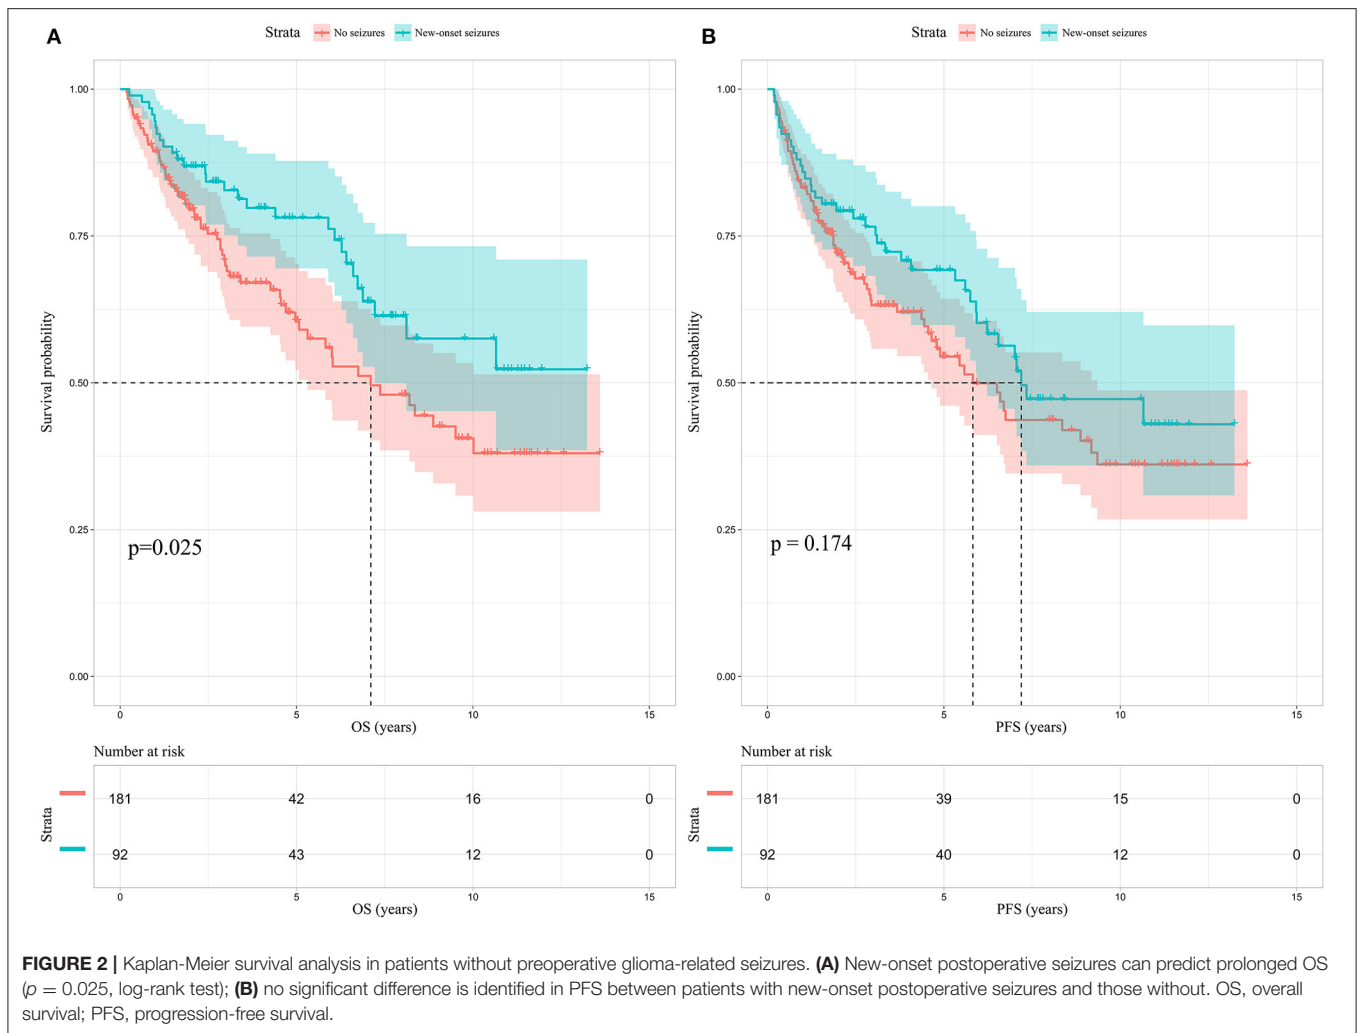 A
Strata No seizures New-onset seizures
1.00
0.75
0.50
0.25
0.00
Survival probability
p=0.025
0 5 10 15
OS (years)
Number at risk
Strata
181 42 16 0
92 43 12 0
0 5 10 15
OS (years)
B
Strata No seizures New-onset seizures
1.00
0.75
0.50
0.25
0.00
Survival probability
p = 0.174
0 5 10 15
PFS (years)
Number at risk
Strata
181 39 15 0
92 40 12 0
0 5 10 15
PFS (years)
FIGURE 2 | Kaplan-Meier survival analysis in patients without preoperative glioma-related seizures. (A) New-onset postoperative seizures can predict prolonged OS
(p = 0.025, log-rank test); (B) no significant difference is identified in PFS between patients with new-onset postoperative seizures and those without. OS, overall
survival; PFS, progression-free survival.